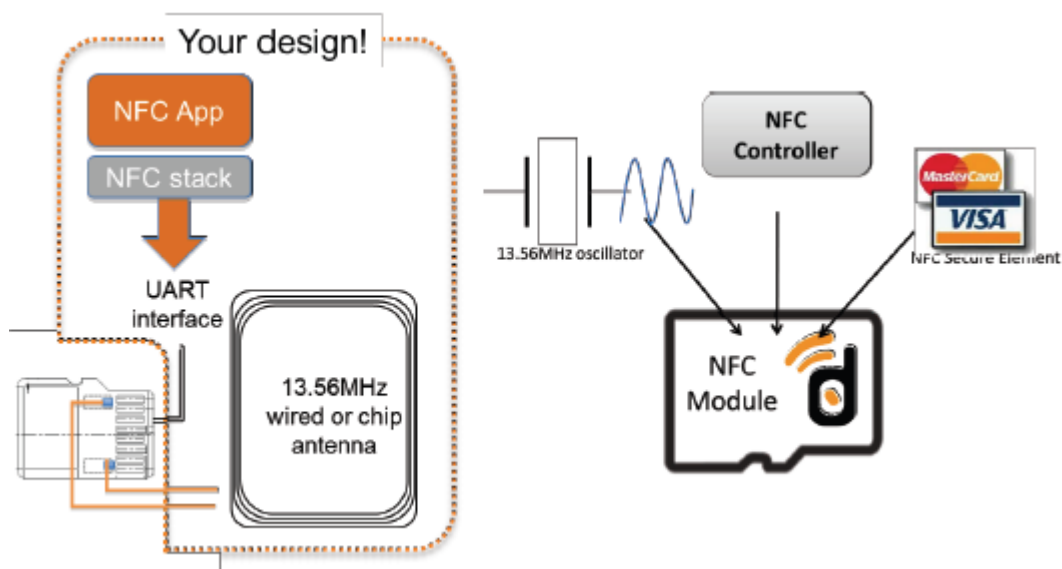 Your design!
NFC App
NFC stack
UART
interface
13.56MHz
wired or chip
antenna
NFC
Controller
13.56MHz oscillator
MasterCard
VISA
NFC Secure Element
NFC
Module